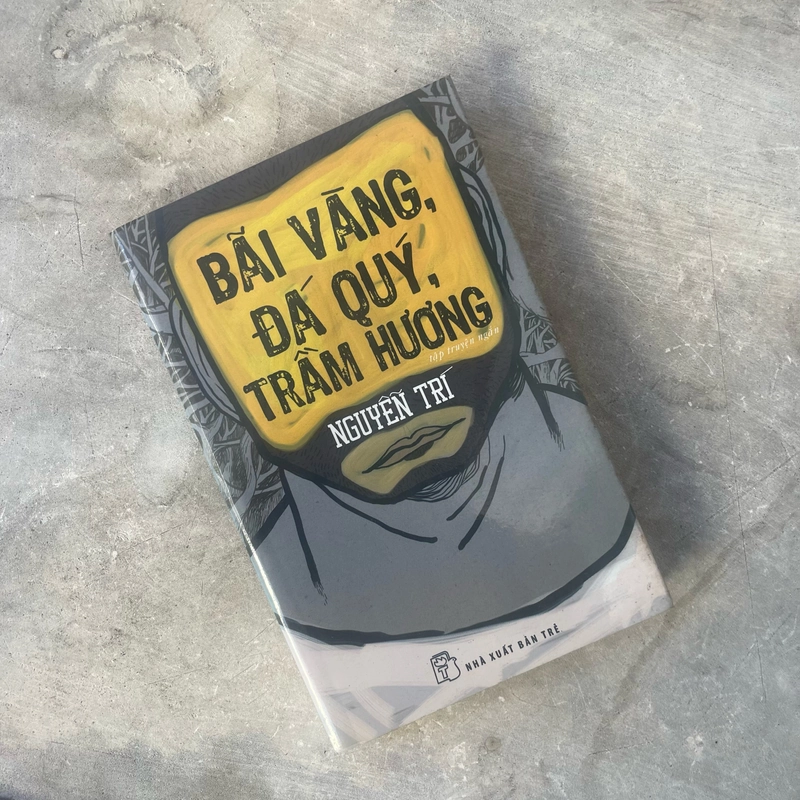 BÃI VÀNG,
ĐÁ QUÝ,
TRẦM HƯƠNG
tập truyện ngắn
NGUYỄN TRÍ
NHÀ XUẤT BẢN TRẺ